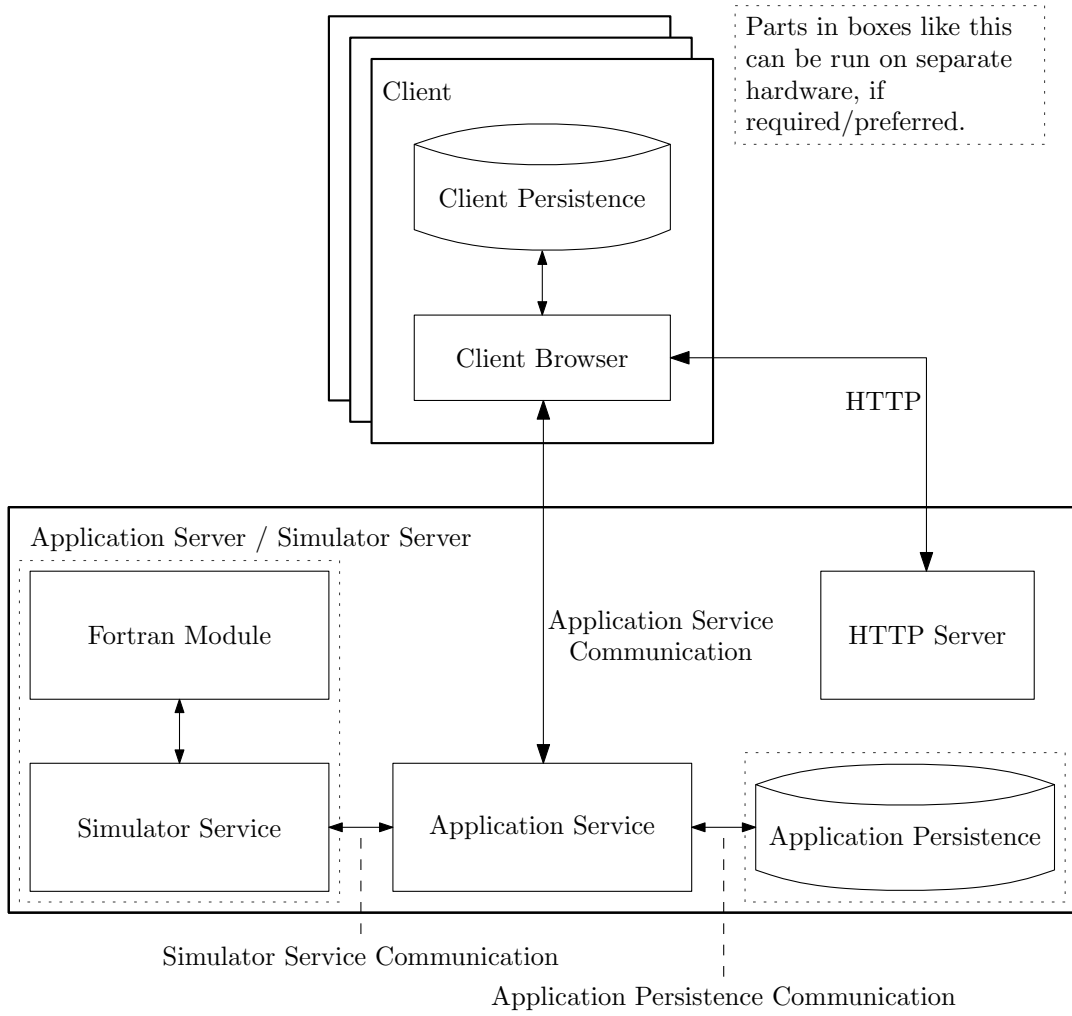 Parts in boxes like this
can be run on separate
hardware, if
required/preferred.
Client
Client Persistence
Client Browser
HTTP
Application Server / Simulator Server
Fortran Module
Application Service
Communication
HTTP Server
Simulator Service
Application Service
Application Persistence
Simulator Service Communication
Application Persistence Communication